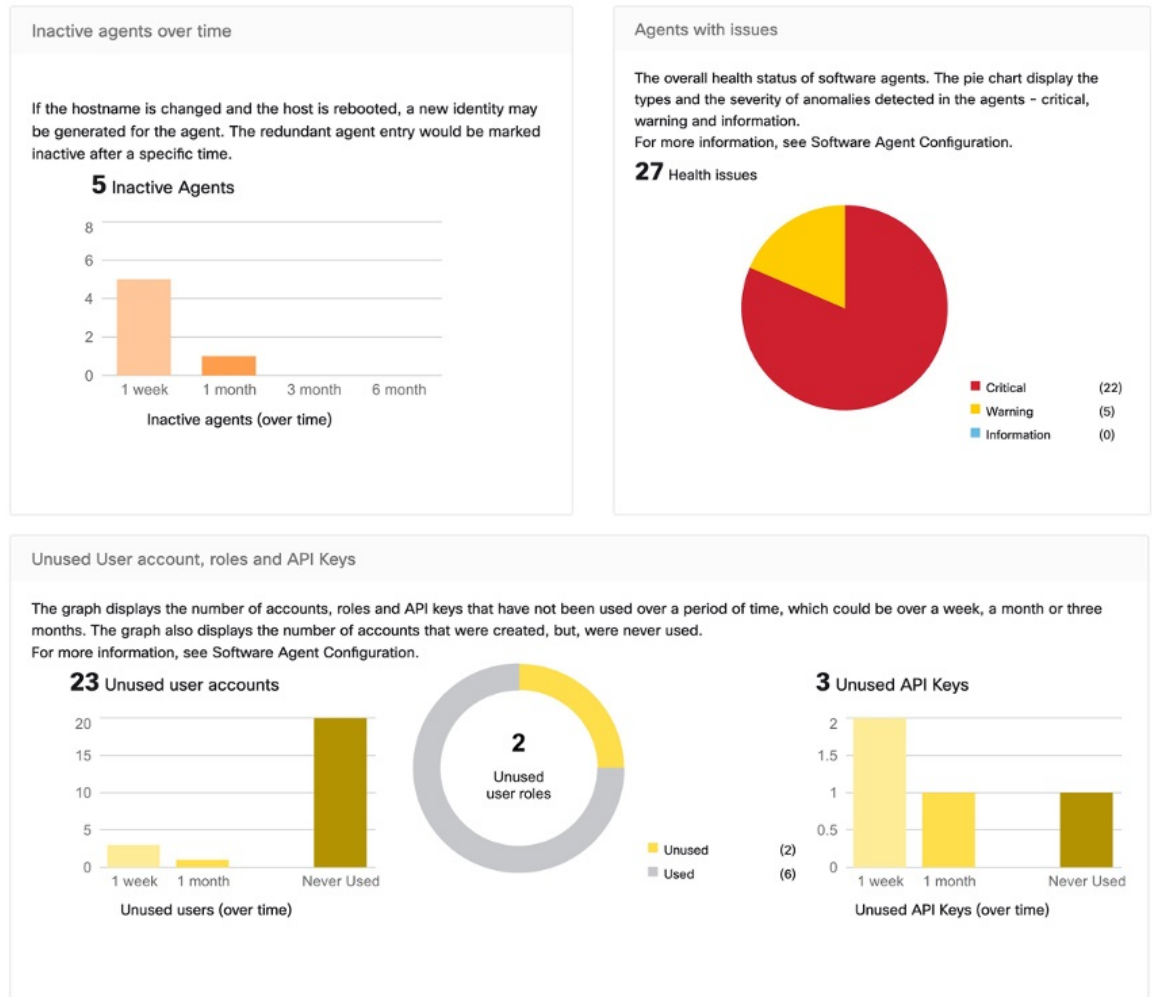 Inactive agents over time
If the hostname is changed and the host is rebooted, a new identity may
be generated for the agent. The redundant agent entry would be marked
inactive after a specific time.
5 Inactive Agents
8
6
4
2
0
1 week 1 month 3 month 6 month
Inactive agents (over time)
Agents with issues
The overall health status of software agents. The pie chart display the
types and the severity of anomalies detected in the agents - critical,
warning and information.
For more information, see Software Agent Configuration.
27 Health issues
Critical (22)
Warning (5)
Information (0)
Unused User account, roles and API Keys
The graph displays the number of accounts, roles and API keys that have not been used over a period of time, which could be over a week, a month or three
months. The graph also displays the number of accounts that were created, but, were never used.
For more information, see Software Agent Configuration.
23 Unused user accounts
20
15
10
5
0
1 week 1 month Never Used
Unused users (over time)
2
Unused
user roles
Unused (2)
Used (6)
3 Unused API Keys
2
1.5
1
0.5
0
1 week 1 month Never Used
Unused API Keys (over time)